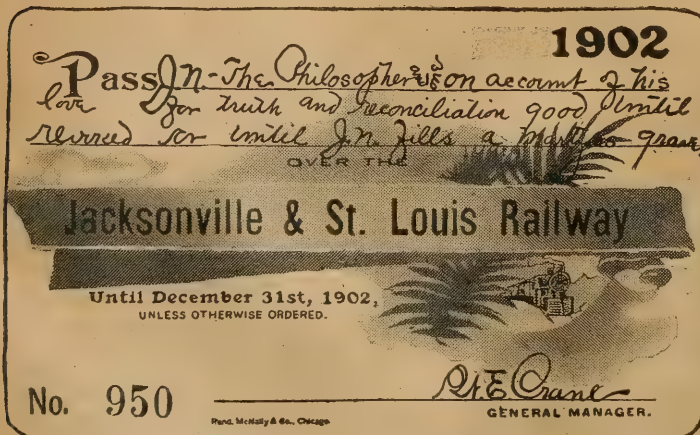 1902
Pass J.N. - The Philosopher on account of his
love for truth and reconciliation good until
or until J.N. fills a grave
OVER THE
Jacksonville & St. Louis Railway
Until December 31st, 1902,
UNLESS OTHERWISE ORDERED.
No. 950
Crane
GENERAL MANAGER.
Rand, McNally & Co., Chicago